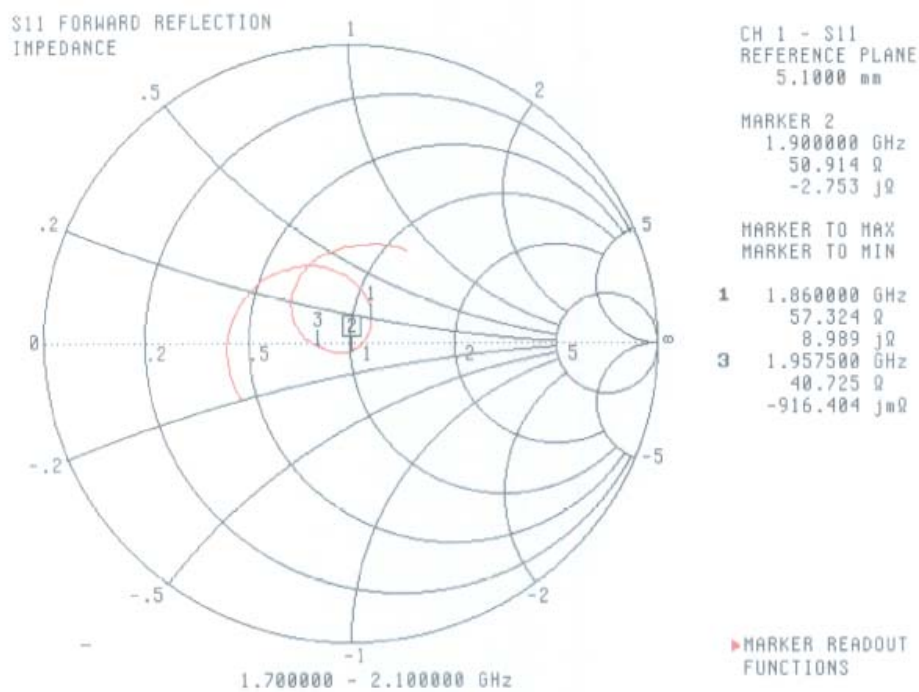 S11 FORWARD REFLECTION
IMPEDANCE
CH 1 - S11
REFERENCE PLANE
5.1000 mm
MARKER 2
1.900000 GHz
50.914 Ω
-2.753 jΩ
MARKER TO MAX
MARKER TO MIN
1 1.860000 GHz
57.324 Ω
8.989 jΩ
3 1.957500 GHz
40.725 Ω
-916.404 jmΩ
1
.5
2
.2
5
1
3
2
0
.2
.5
1
2
5
∞
-.2
-5
-.5
-2
-1
1.700000 - 2.100000 GHz
MARKER READOUT
FUNCTIONS